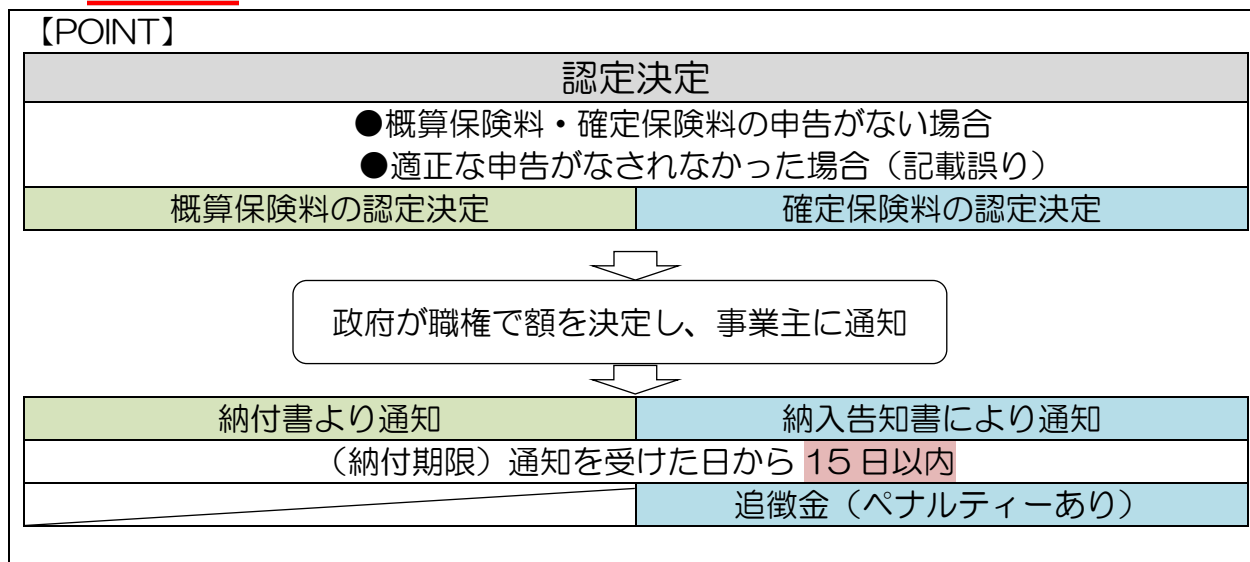 【POINT】
認定決定
●概算保険料・確定保険料の申告がない場合
●適正な申告がなされなかった場合（記載誤り）
概算保険料の認定決定
確定保険料の認定決定
政府が職権で額を決定し、事業主に通知
納付書より通知
納入告知書により通知
（納付期限）通知を受けた日から 15 日以内
追徴金（ペナルティーあり）